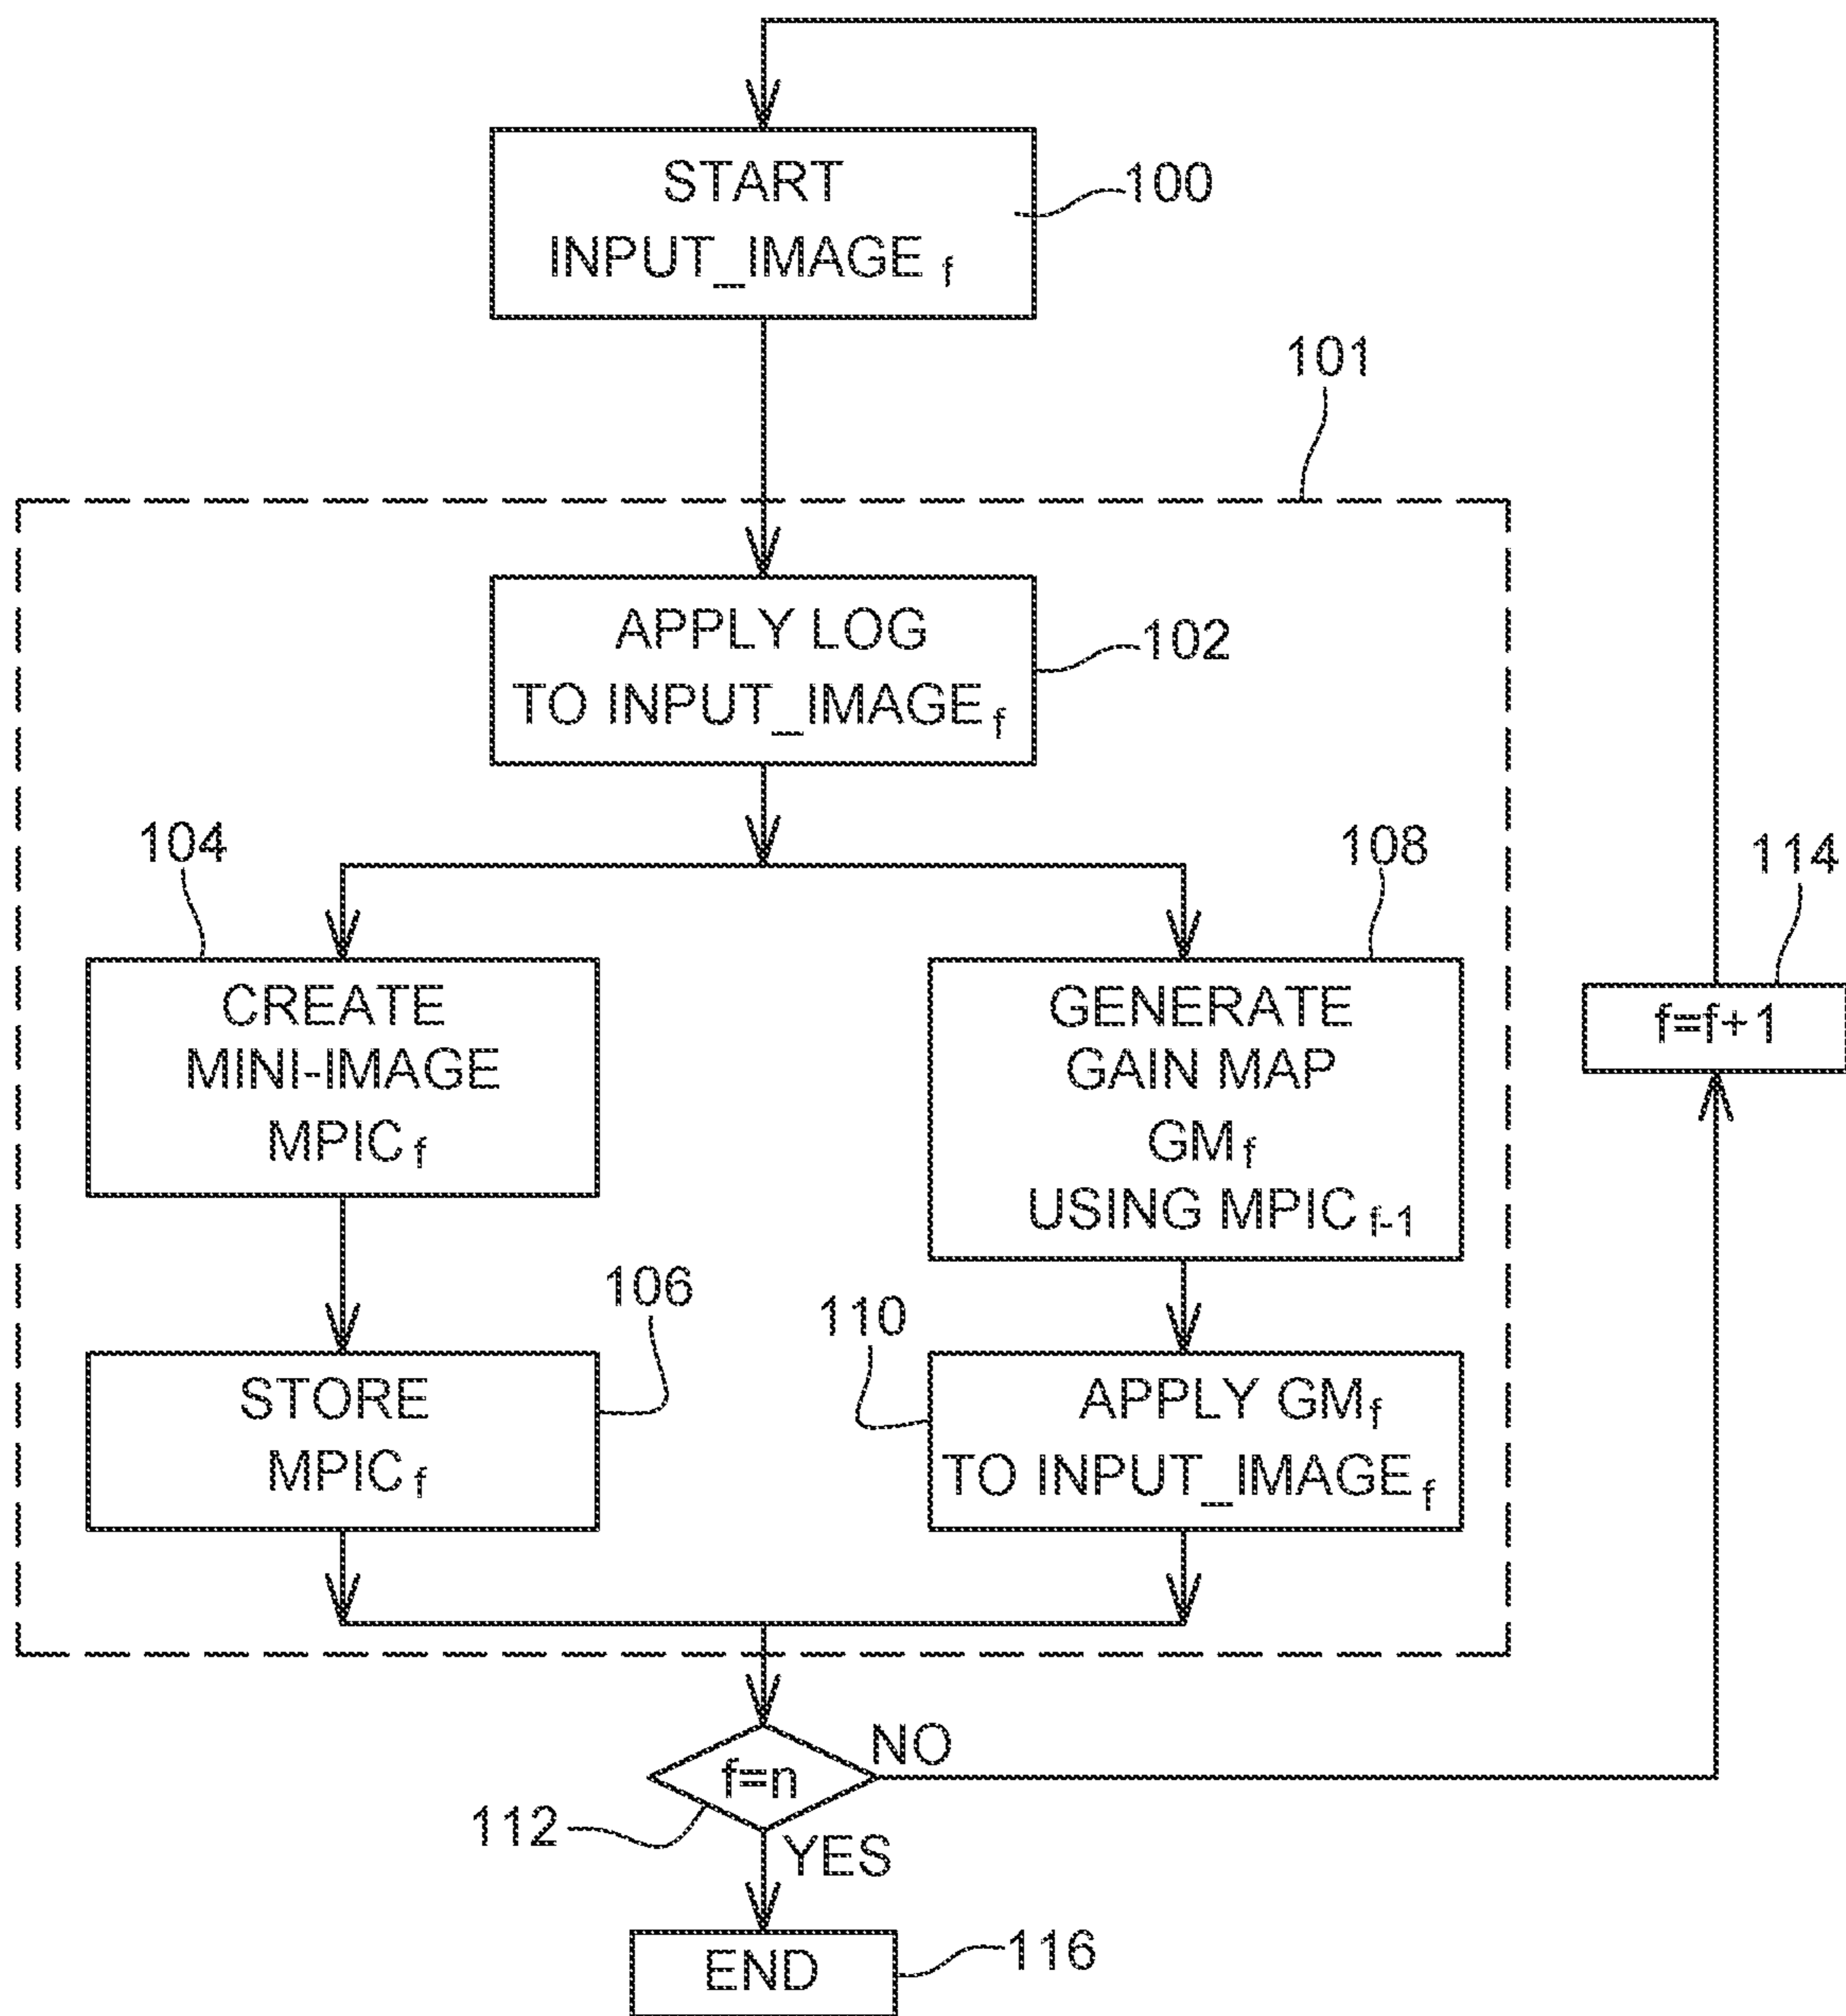 START
INPUT_IMAGE f
100
101
APPLY LOG
TO INPUT_IMAGE f
102
104
108
114
CREATE
MINI-IMAGE
MPIC f
GENERATE
GAIN MAP
GM f
USING MPIC f-1
f=f+1
106
110
STORE
MPIC f
APPLY GM f
TO INPUT_IMAGE f
f=n
NO
112
YES
END
116